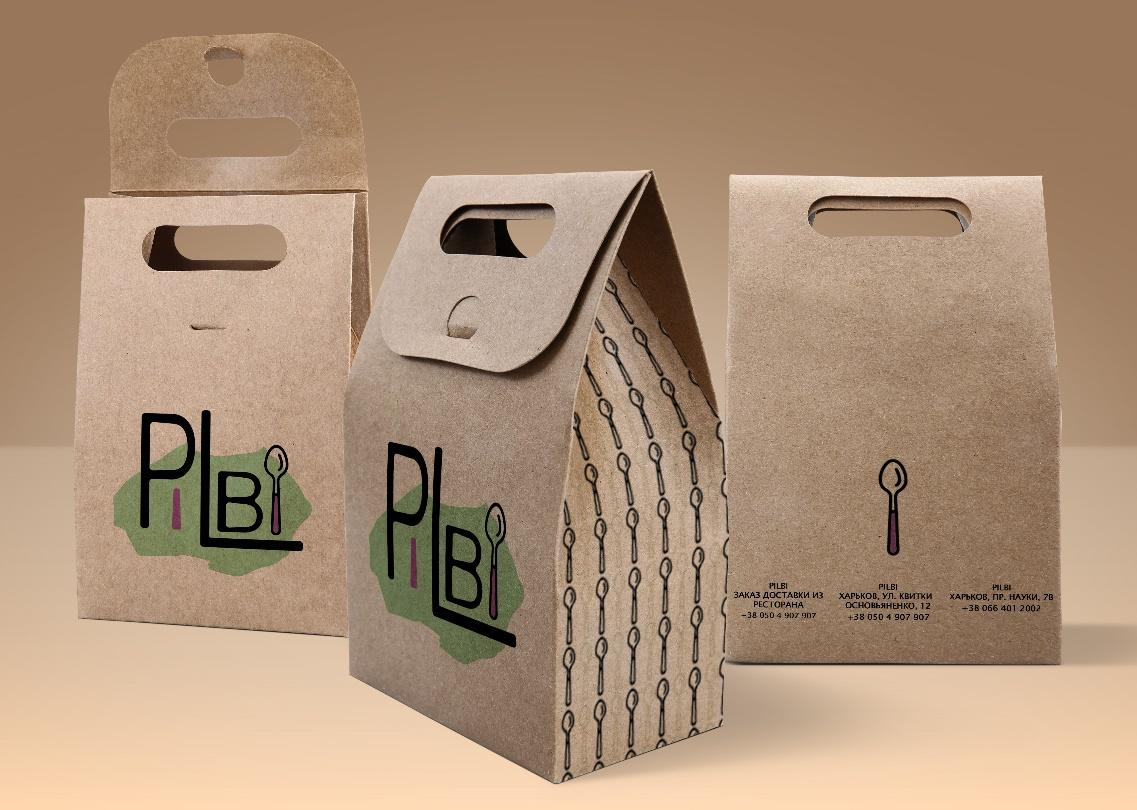 PiLBi
PiLBi
PILBI
ЗАКАЗ ДОСТАВКИ ИЗ
РЕСТОРАНА
+38 050 4 907 907
PILBI
ХАРЬКОВ, УЛ. КВИТКИ
ОСНОВЬЯНЕНКО, 12
+38 050 4 907 907
PILBI
ХАРЬКОВ, ПР. НАУКИ, 7В
+38 066 401 2002